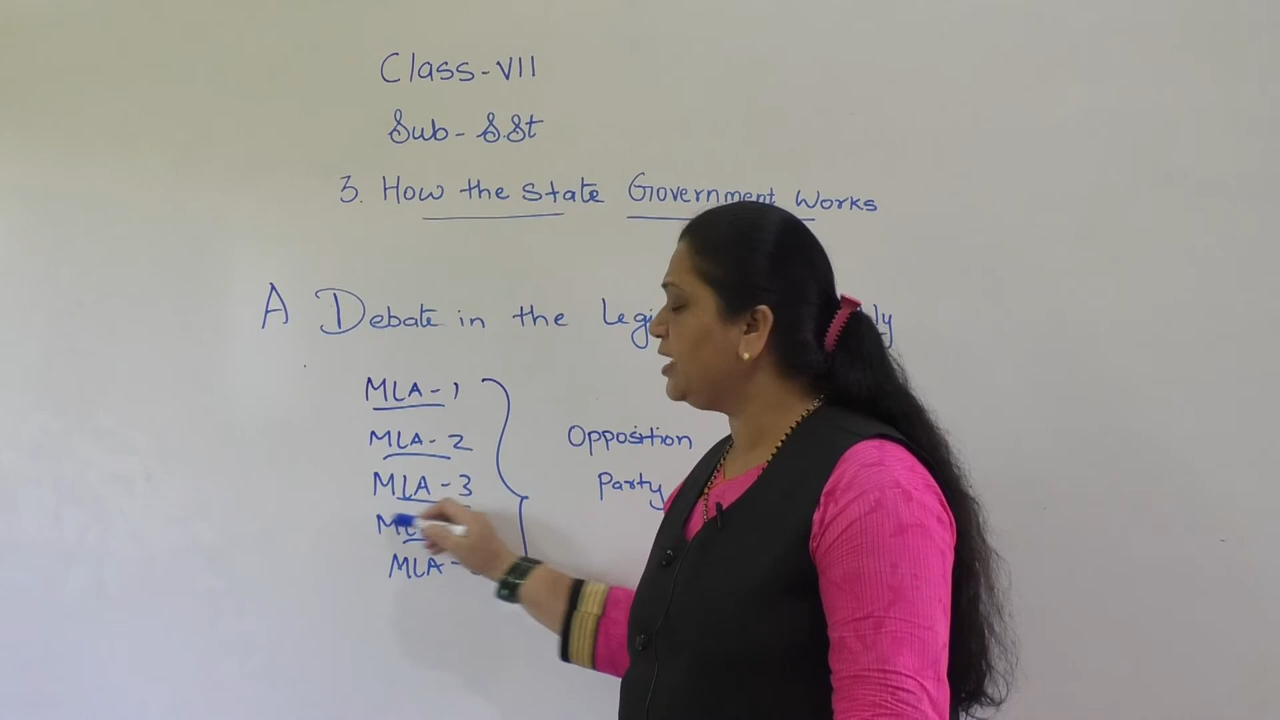 Class-VII
Sub- S.St
3. How the State Government Works
A Debate in the
MLA-1
MLA-2
Opposition
MLA-3
Party
MLA-